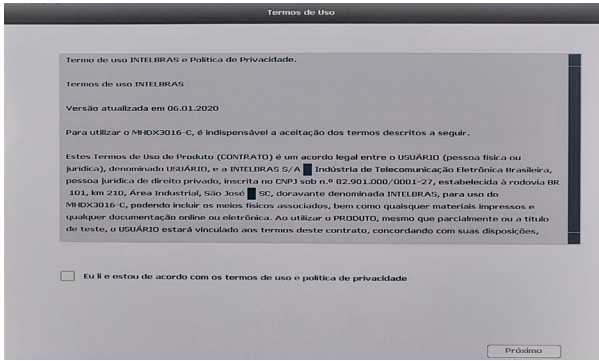 Termos de Uso
Termo de uso INTELBRAS e Política de Privacidade.
Termos de uso INTELBRAS
Versão atualizada em 06.01.2020
Para utilizar o MHDX3016-C, é indispensável a aceitação dos termos descritos a seguir.
Estes Termos de Uso de Produto (CONTRATO) é um acordo legal entre o USUÁRIO (pessoa física ou
jurídica), denominado USUÁRIO, e a INTELBRAS S/A Indústria de Telecomunicação Eletrônica Brasileira,
pessoa jurídica de direito privado, inscrita no CNPJ sob n.º 82.901.000/0001-27, estabelecida à rodovia BR
101, km 210, Área Industrial, São José SC, doravante denominada INTELBRAS, para uso do
MHDX3016-C, podendo incluir os meios físicos associados, bem como quaisquer materiais impressos e
qualquer documentação online ou eletrônica. Ao utilizar o PRODUTO, mesmo que parcialmente ou a título
de teste, o USUÁRIO estará vinculado aos termos deste contrato, concordando com suas disposições,
Eu li e estou de acordo com os termos de uso e política de privacidade
Próximo